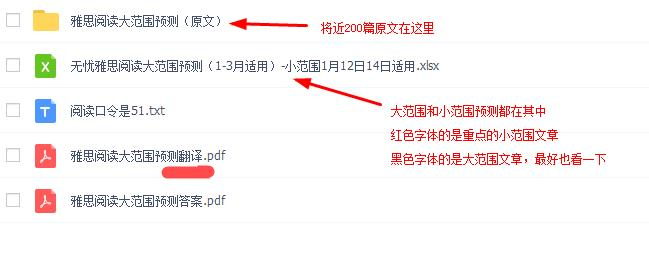 雅思阅读大范围预测（原文）
将近200篇原文在这里
无忧雅思阅读大范围预测（1-3月适用）-小范围1月12日14日适用.xlsx
阅读口令是51.txt
大范围和小范围预测都在其中
红色字体的是重点的小范围文章
雅思阅读大范围预测翻译.pdf
黑色字体的是大范围文章，最好也看一下
雅思阅读大范围预测答案.pdf